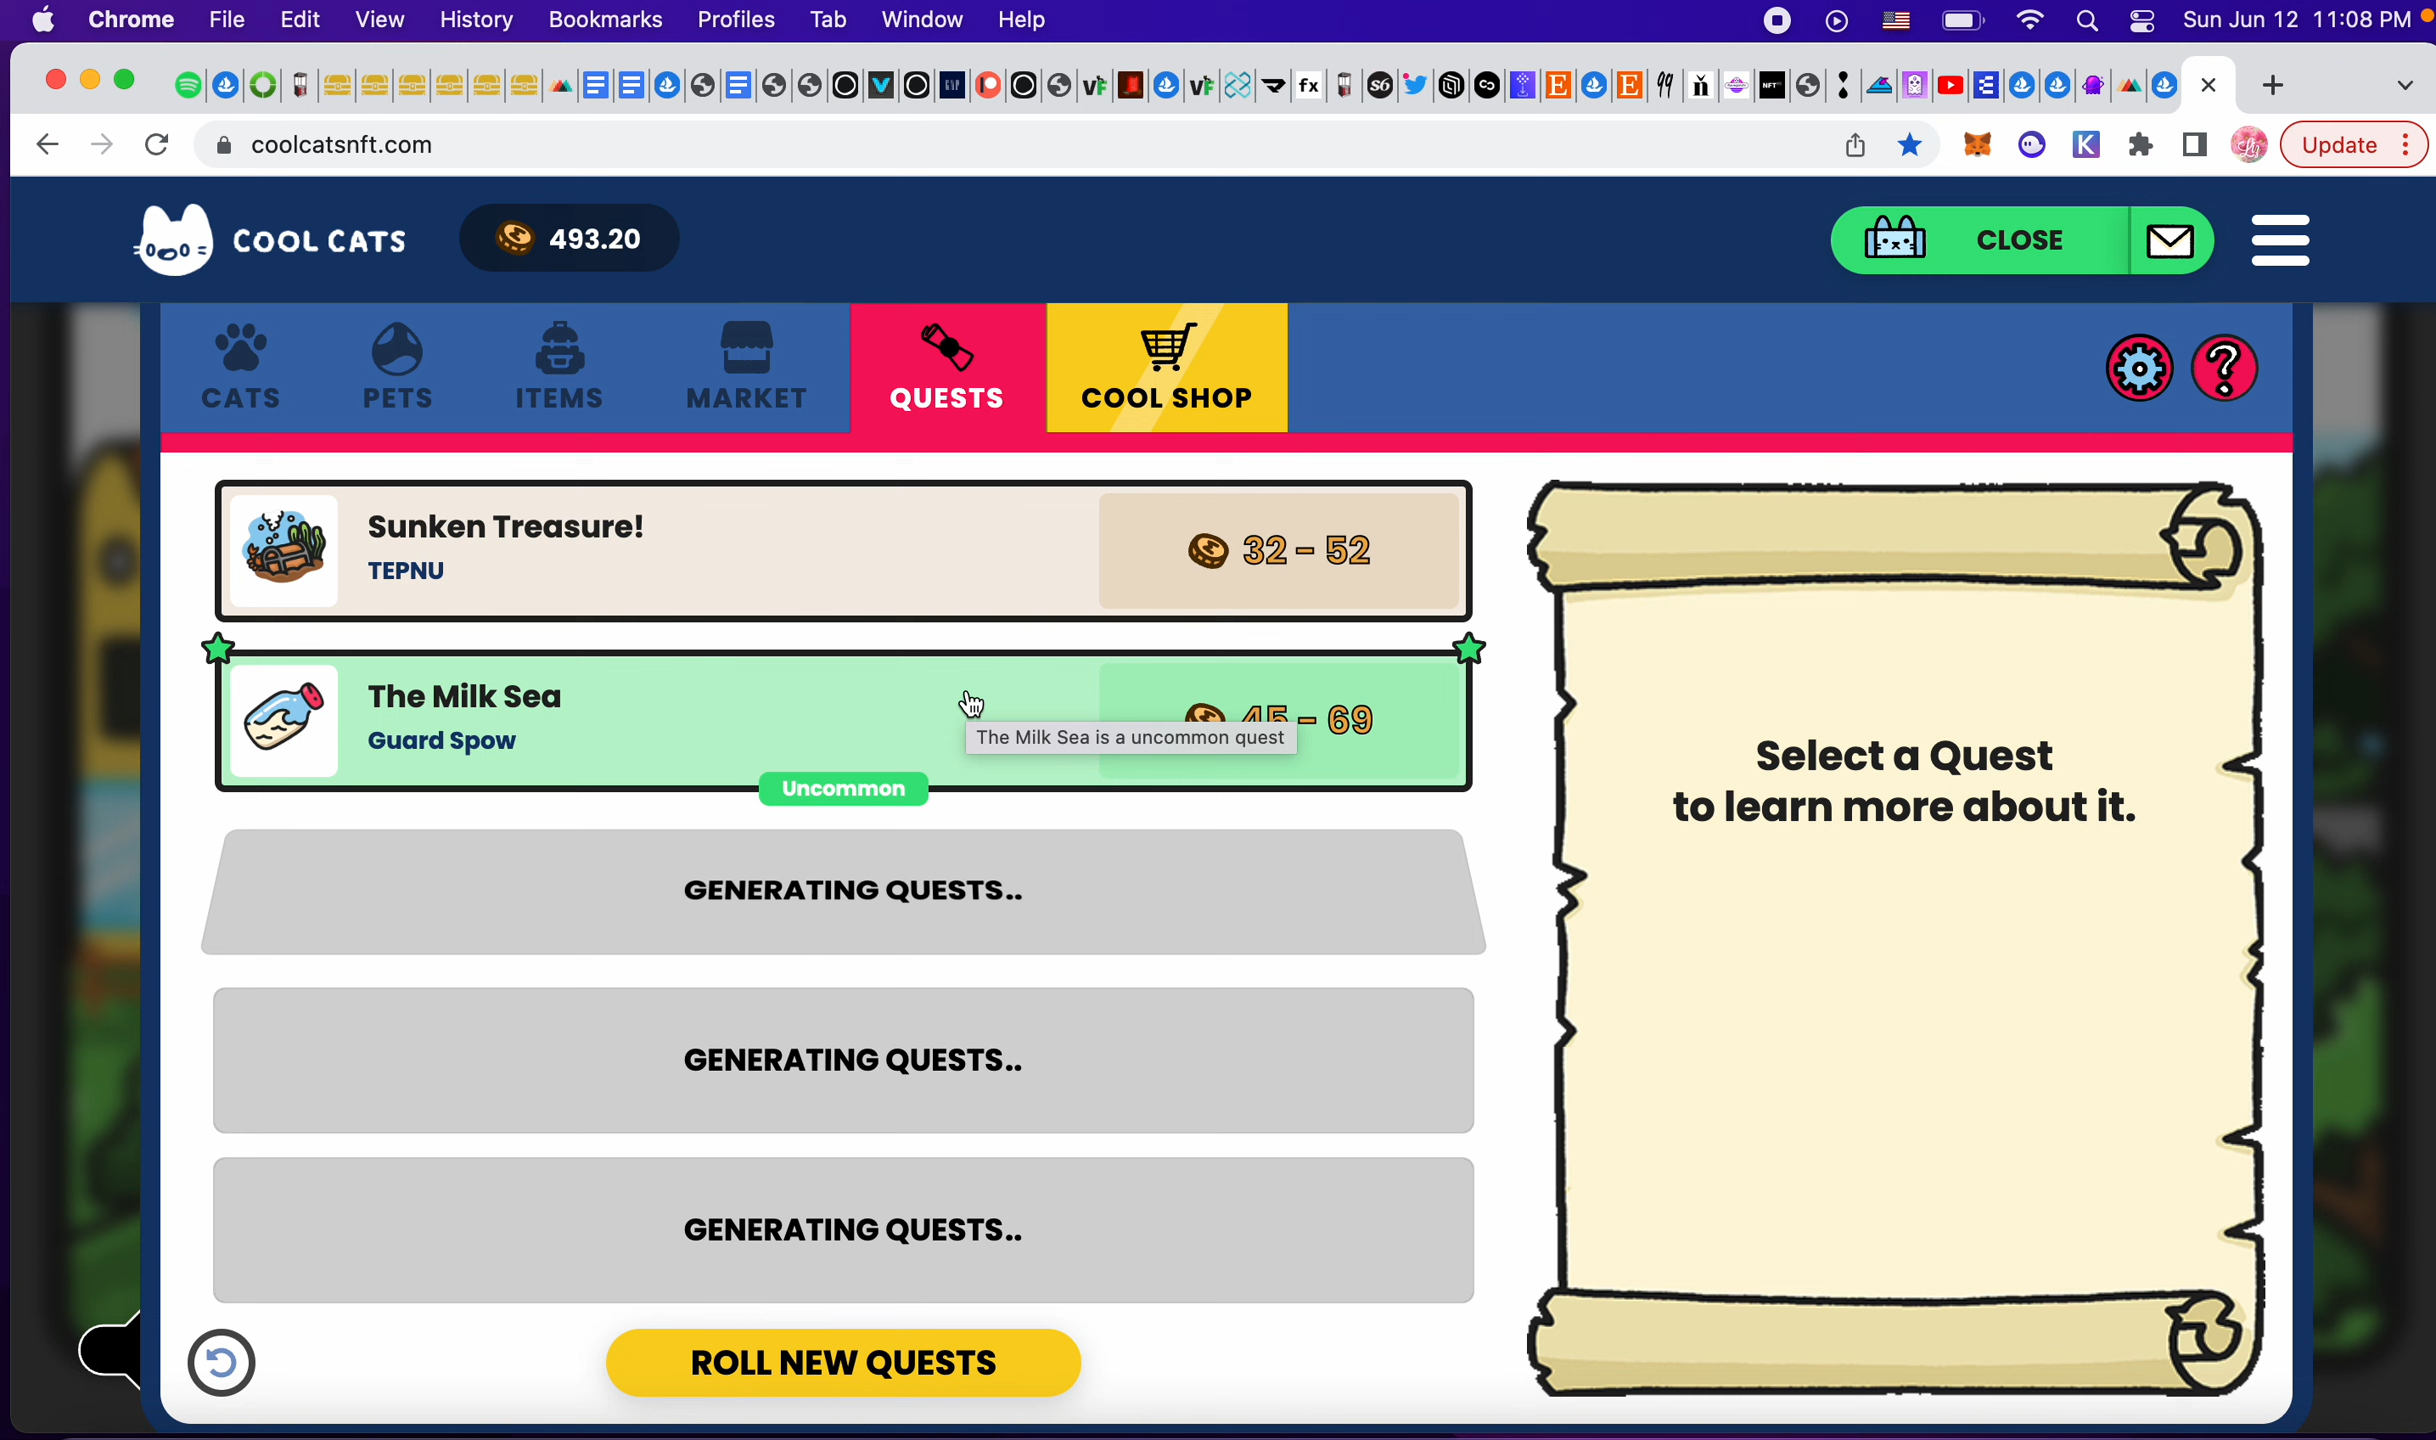 Chrome File Edit View History Bookmarks Profiles Tab Window Help Sun Jun 12 11:08 PM
coolcatsnft.com Update
COOL CATS 493.20 CLOSE
CATS PETS ITEMS MARKET QUESTS COOL SHOP
Sunken Treasure!
TEPNU
32 - 52
The Milk Sea
Guard Spow
45 - 69
The Milk Sea is a uncommon quest
Uncommon
GENERATING QUESTS..
GENERATING QUESTS..
GENERATING QUESTS..
ROLL NEW QUESTS
Select a Quest
to learn more about it.